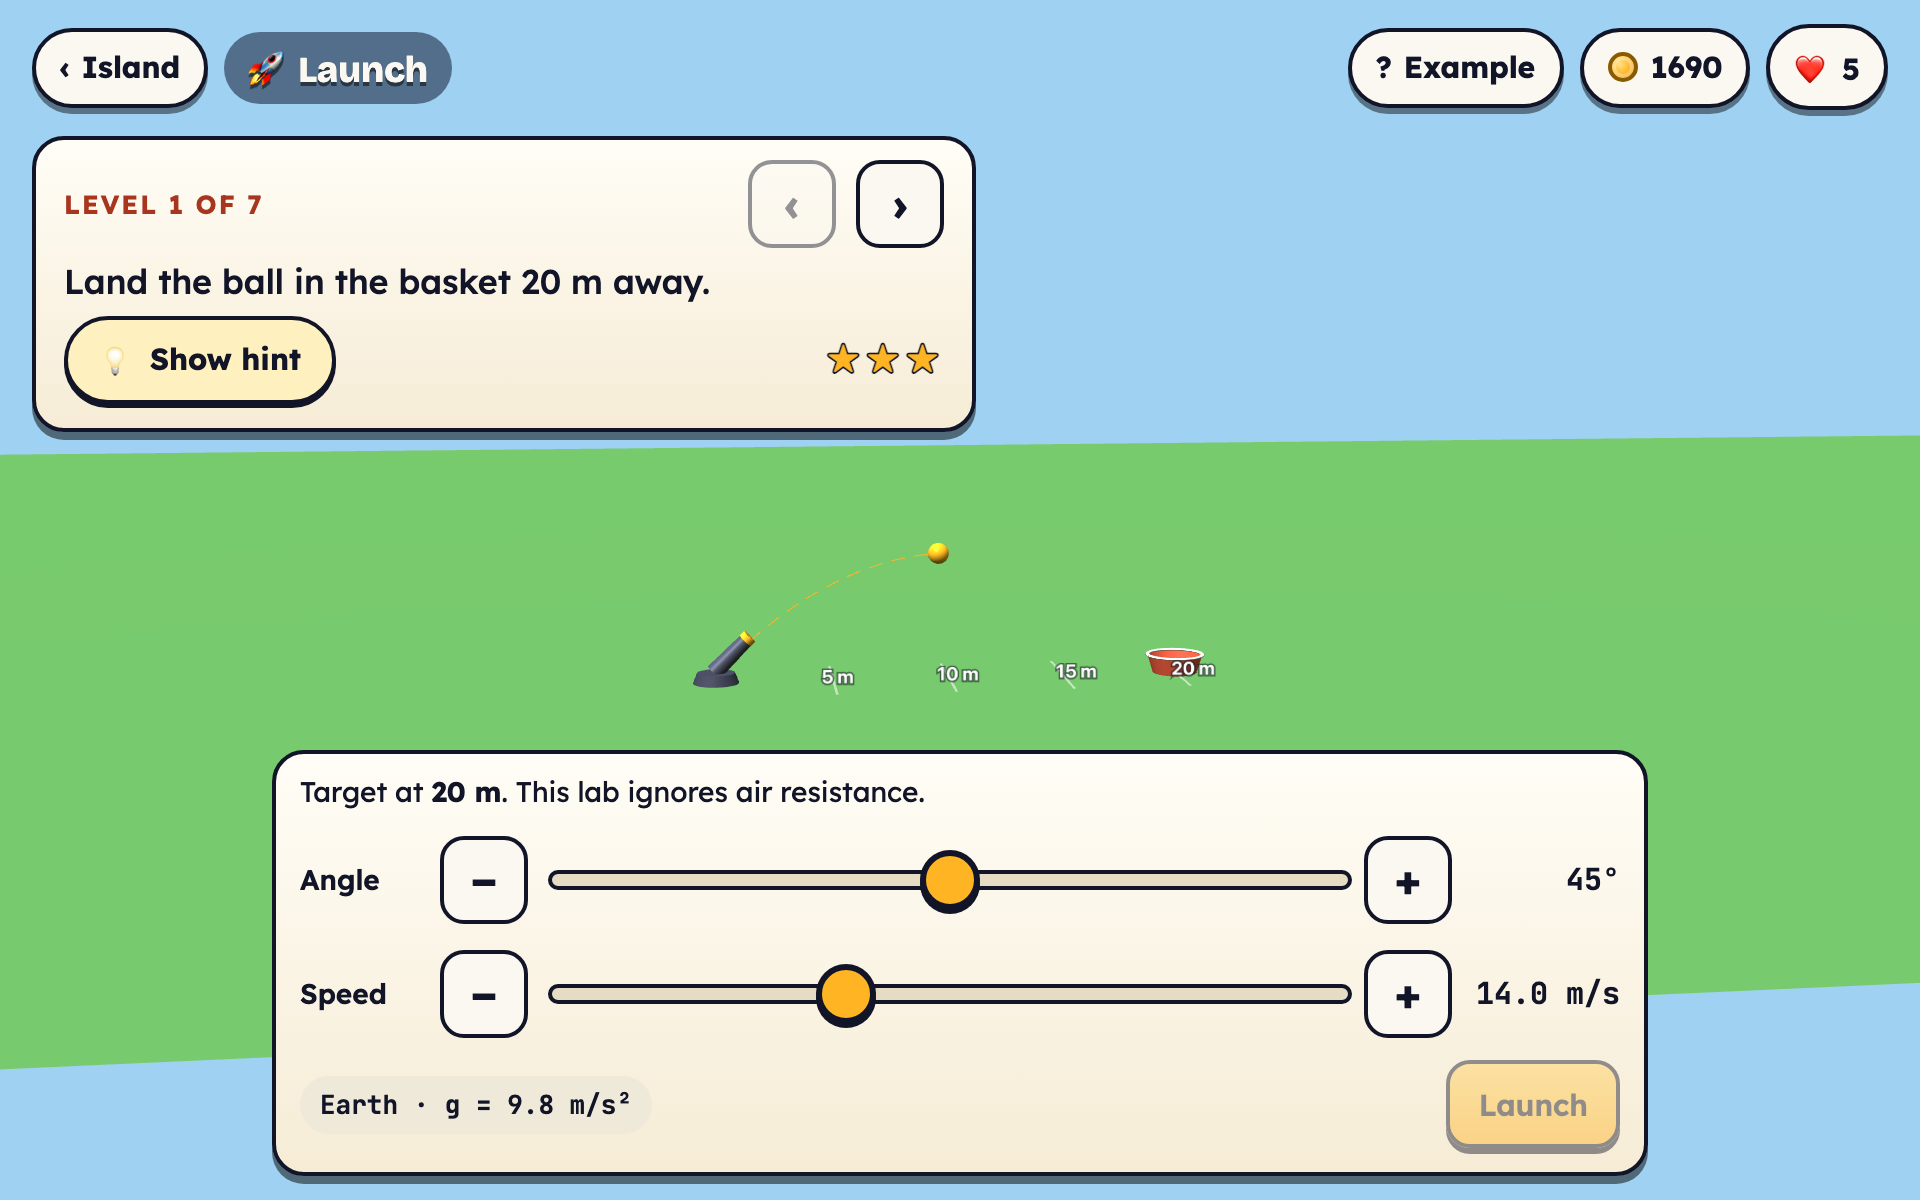 ‹ Island
🚀 Launch
? Example
1690
❤️ 5
LEVEL 1 OF 7
‹
›
Land the ball in the basket 20 m away.
💡 Show hint
5 m
10 m
15 m
20 m
Target at 20 m. This lab ignores air resistance.
Angle
−
+
45°
Speed
−
+
14.0 m/s
Earth · g = 9.8 m/s²
Launch